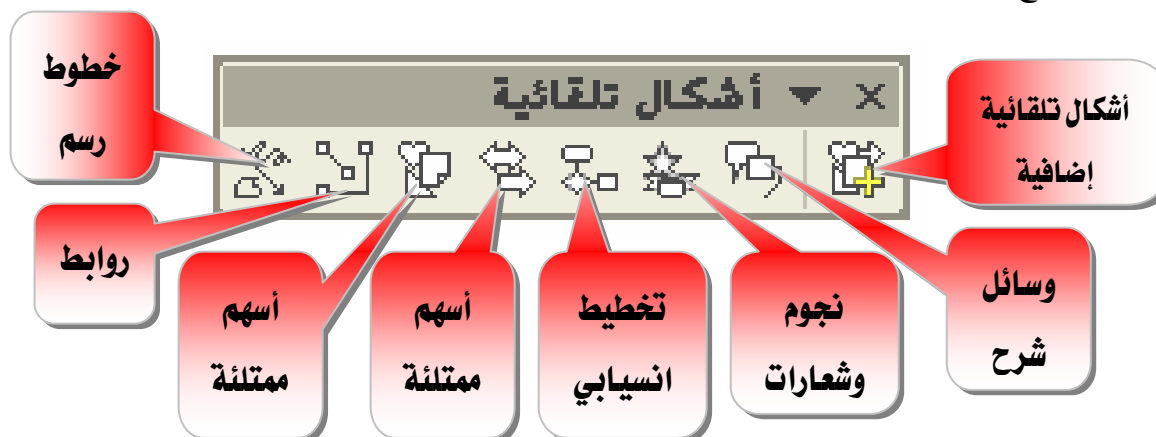 أشكال تلقائية
خطوط
رسم
روابط
أسهم
ممتلئة
أسهم
ممتلئة
تخطيط
انسيابي
نجوم
وشعارات
وسائل
شرح
أشكال تلقائية
إضافية